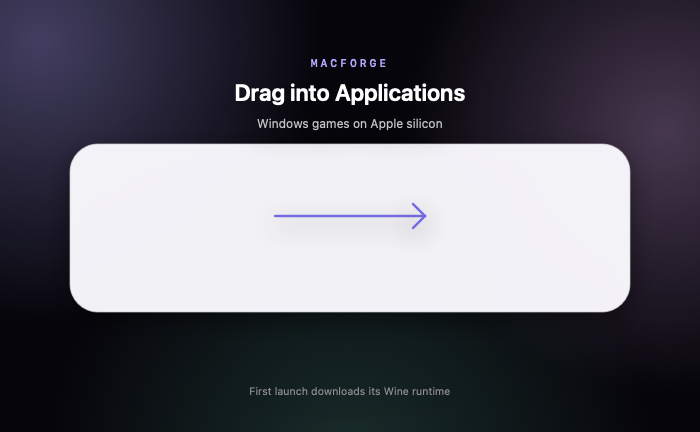 MACFORGE
Drag into Applications
Windows games on Apple silicon
First launch downloads its Wine runtime